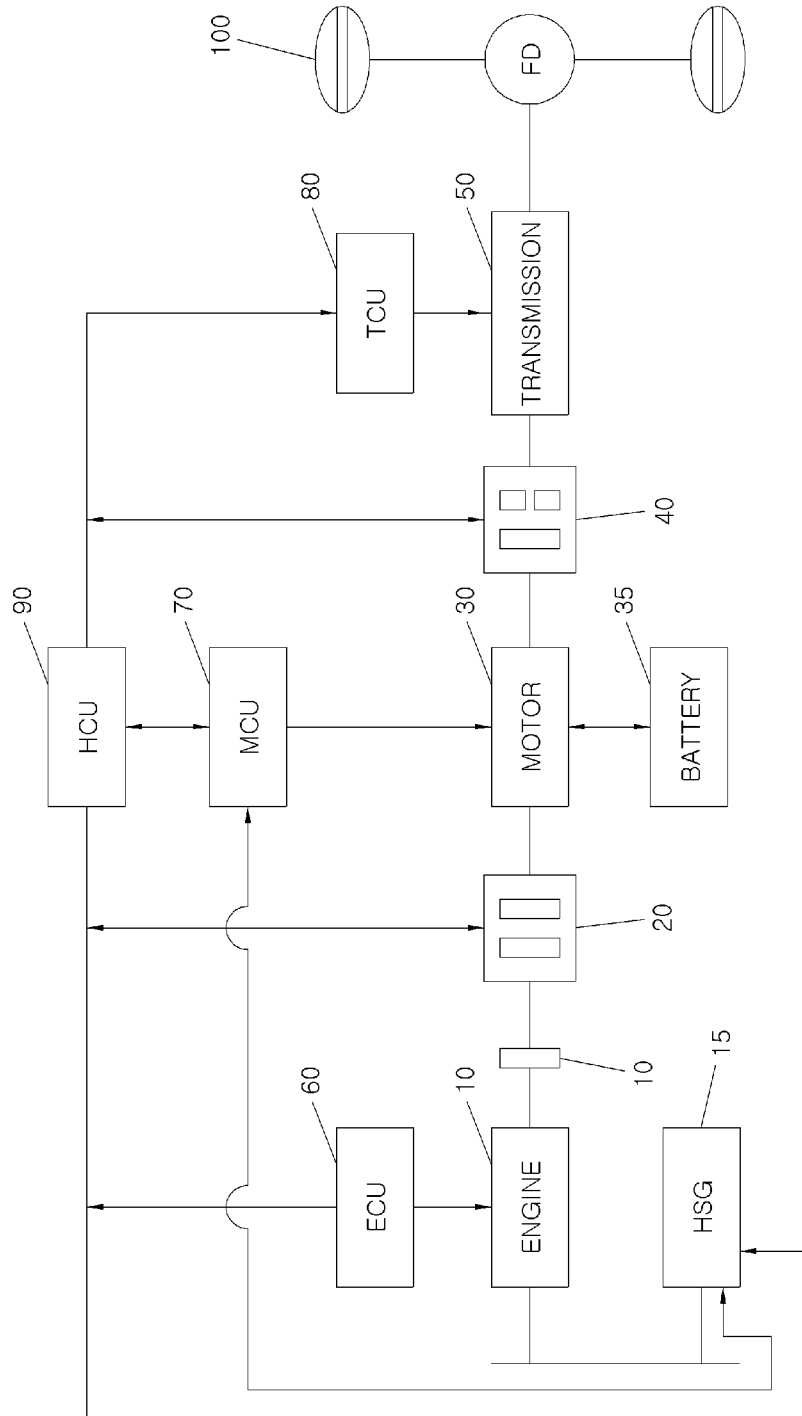 90
HCU
60
ECU
70
MCU
80
TCU
100
10
ENGINE
10
20
30
MOTOR
40
50
TRANSMISSION
FD
15
HSG
35
BATTERY